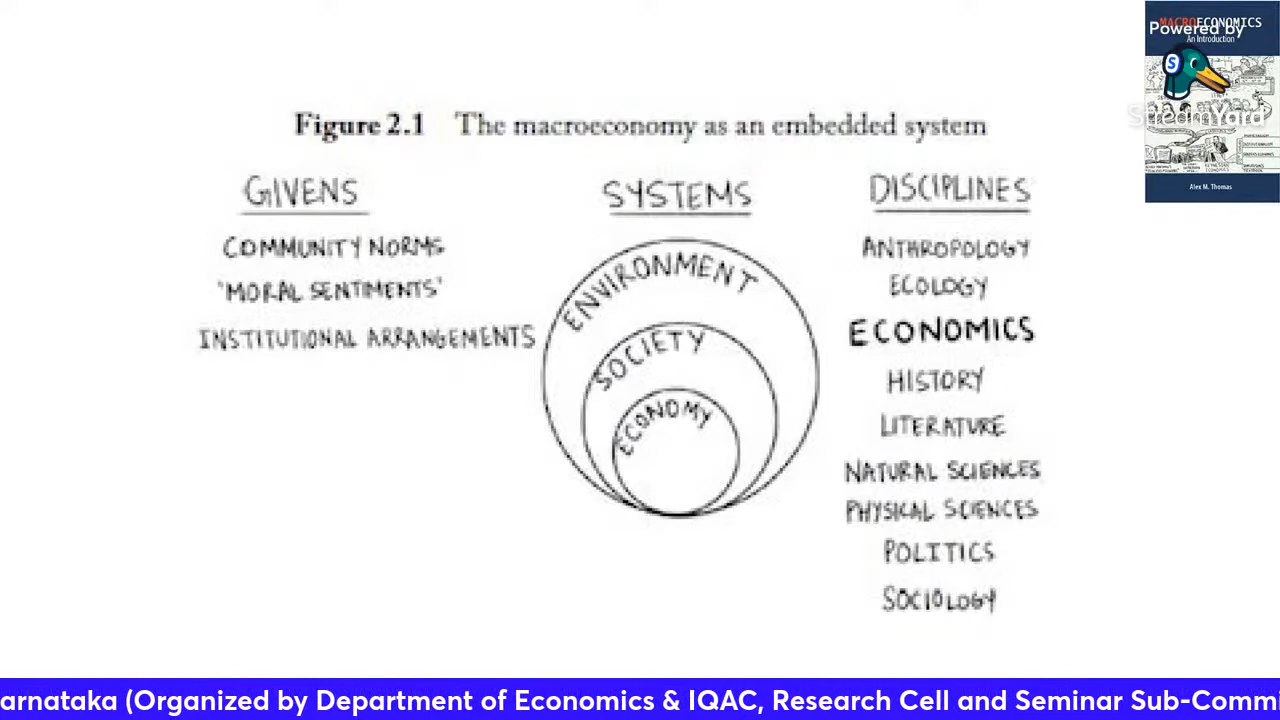 MACROECONOMICS
An Introduction
Powered by
S
StreamYard
Alex M. Thomas
Figure 2.1 The macroeconomy as an embedded system
GIVENS
COMMUNITY NORMS
'MORAL SENTIMENTS'
INSTITUTIONAL ARRANGEMENTS
SYSTEMS
ENVIRONMENT
SOCIETY
ECONOMY
DISCIPLINES
ANTHROPOLOGY
ECOLOGY
ECONOMICS
HISTORY
LITERATURE
NATURAL SCIENCES
PHYSICAL SCIENCES
POLITICS
SOCIOLOGY
arnataka (Organized by Department of Economics & IQAC, Research Cell and Seminar Sub-Commi